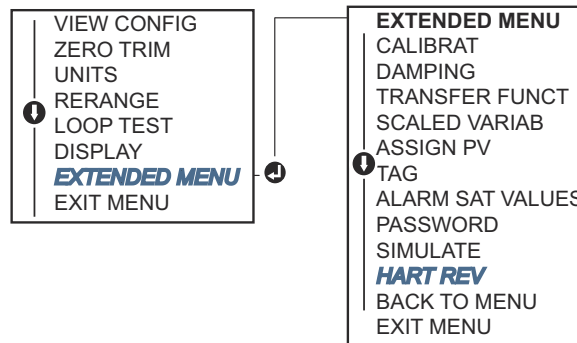 VIEW CONFIG
ZERO TRIM
UNITS
RERANGE
LOOP TEST
DISPLAY
EXTENDED MENU
EXIT MENU
EXTENDED MENU
CALIBRAT
DAMPING
TRANSFER FUNCT
SCALED VARIAB
ASSIGN PV
TAG
ALARM SAT VALUES
PASSWORD
SIMULATE
HART REV
BACK TO MENU
EXIT MENU